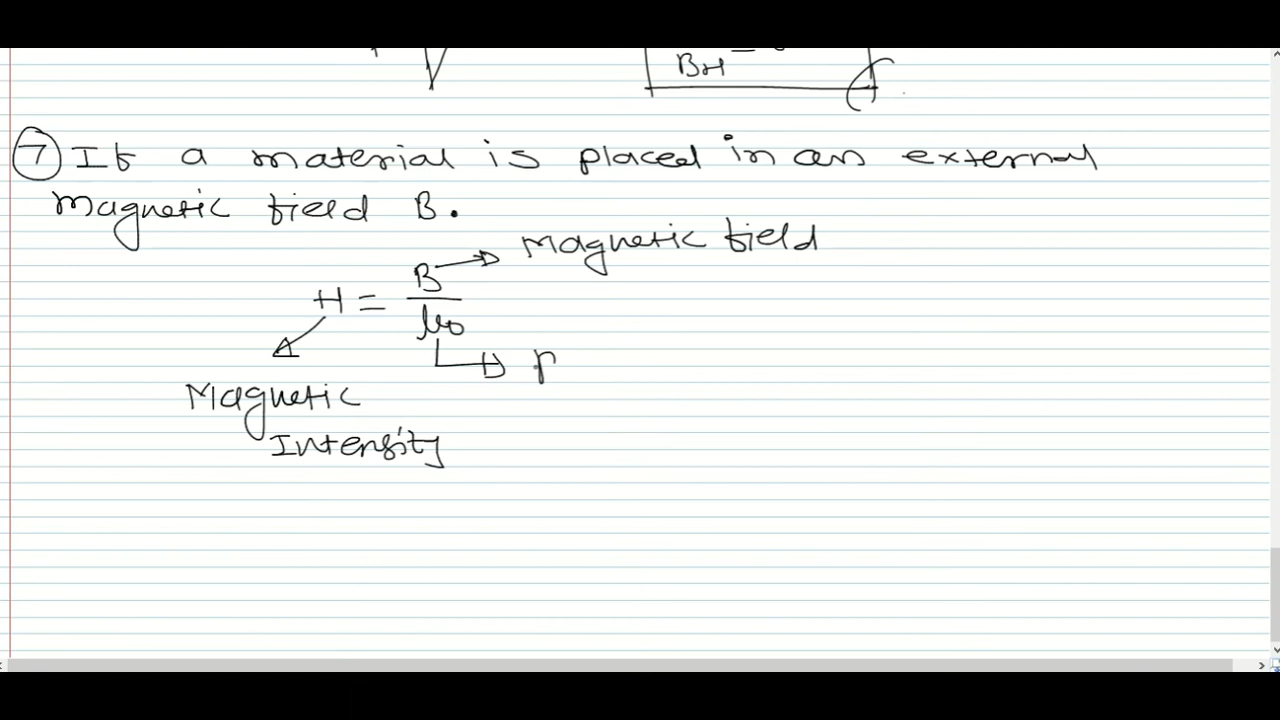 BH =
7 If a material is placed in an external
Magnetic field B.
Magnetic field
H = B/μ0
P
Magnetic
Intensity